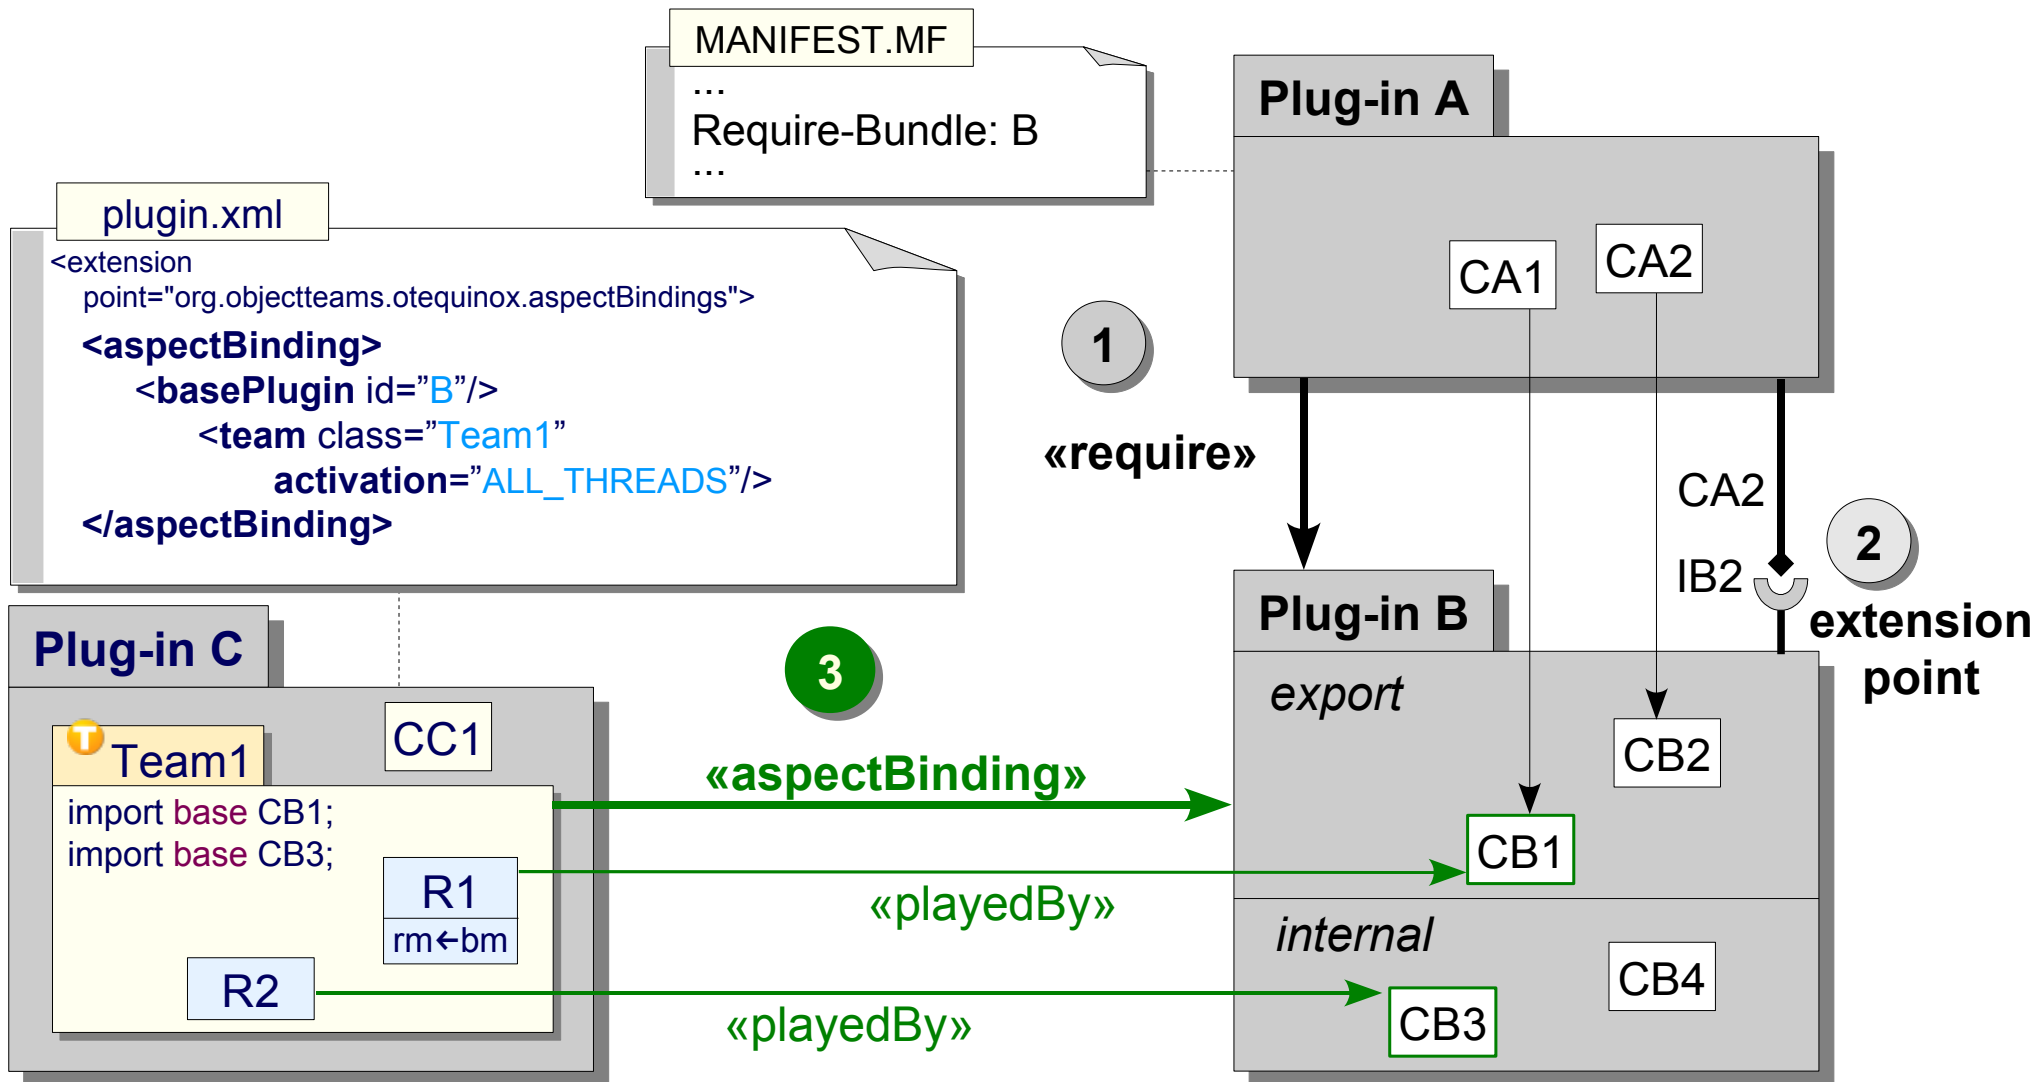 MANIFEST.MF
...
Require-Bundle: B
...
Plug-in A
CA1
CA2
plugin.xml
<extension
point="org.objectteams.otequinox.aspectBindings">
<aspectBinding>
<basePlugin id=”B”/>
<team class=”Team1”
activation=”ALL_THREADS”/>
</aspectBinding>
1
«require»
CA2
IB2
2
extension
point
Plug-in B
export
CB2
CB1
internal
CB4
CB3
Plug-in C
CC1
T
Team1
import base CB1;
import base CB3;
R1
rm←bm
R2
3
«aspectBinding»
«playedBy»
«playedBy»